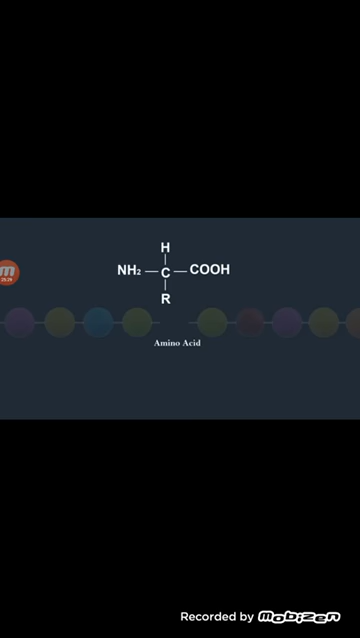 H
NH₂ — C — COOH
R
Amino Acid
Recorded by mobizen